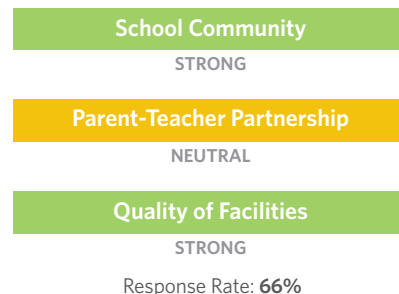 School Community
STRONG
Parent-Teacher Partnership
NEUTRAL
Quality of Facilities
STRONG
Response Rate: 66%